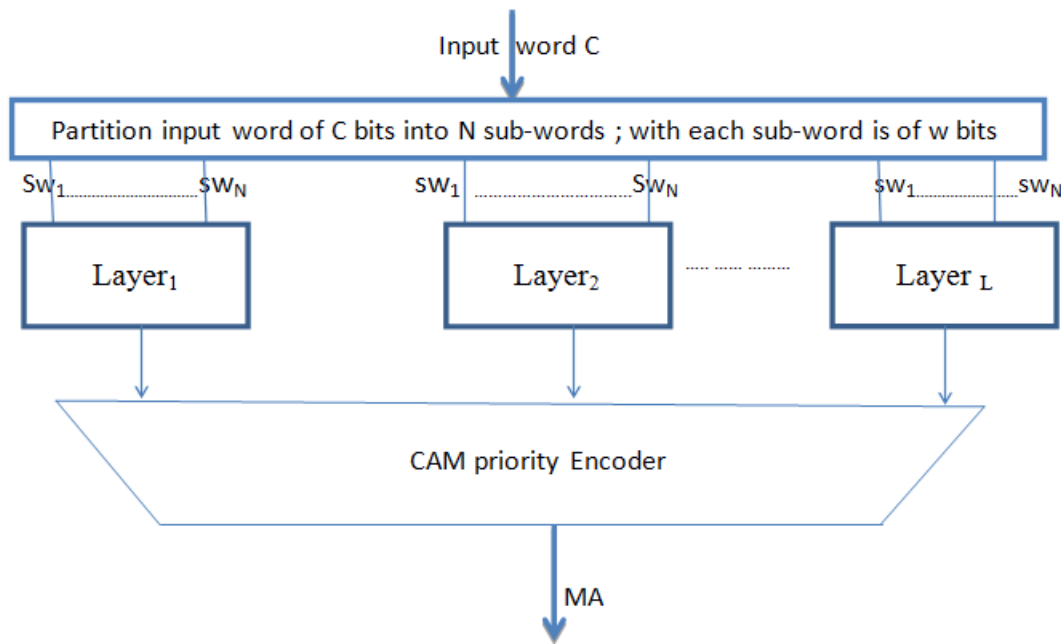 Input word C
Partition input word of C bits into N sub-words ; with each sub-word is of w bits
Sw₁ swN sw₁ SwN sw₁ swN
Layer₁ Layer₂ ..... ...... ......... Layer L
CAM priority Encoder
MA